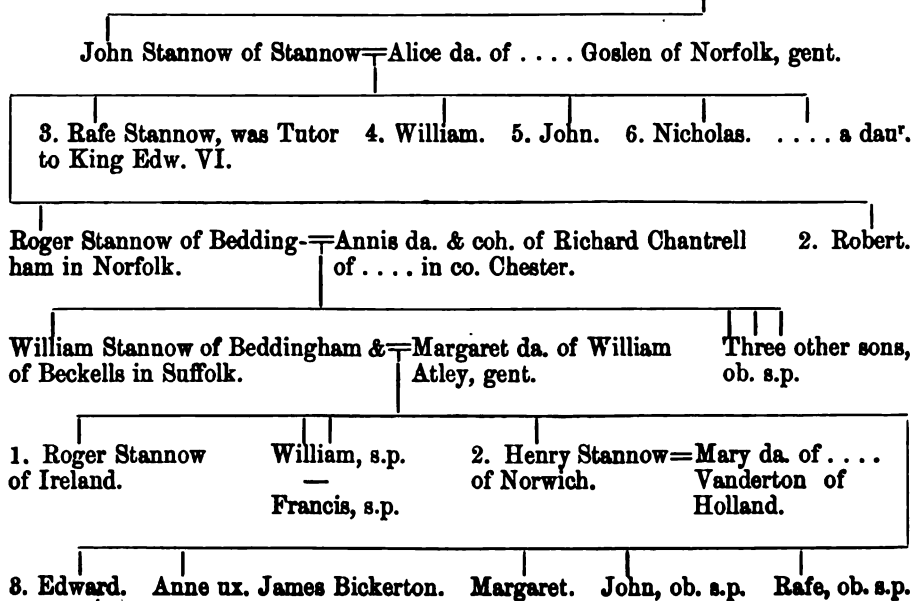 John Stannow of Stannow=Alice da. of .... Goslen of Norfolk, gent.
3. Rafe Stannow, was Tutor 4. William. 5. John. 6. Nicholas. .... a dauʳ.
to King Edw. VI.
Roger Stannow of Bedding-=Annis da. & coh. of Richard Chantrell 2. Robert.
ham in Norfolk. of .... in co. Chester.
William Stannow of Beddingham &=Margaret da. of William Three other sons,
of Beckells in Suffolk. Atley, gent. ob. s.p.
1. Roger Stannow William, s.p. 2. Henry Stannow=Mary da. of ....
of Ireland. — of Norwich. Vanderton of
Francis, s.p. Holland.
3. Edward. Anne ux. James Bickerton. Margaret. John, ob. s.p. Rafe, ob. s.p.